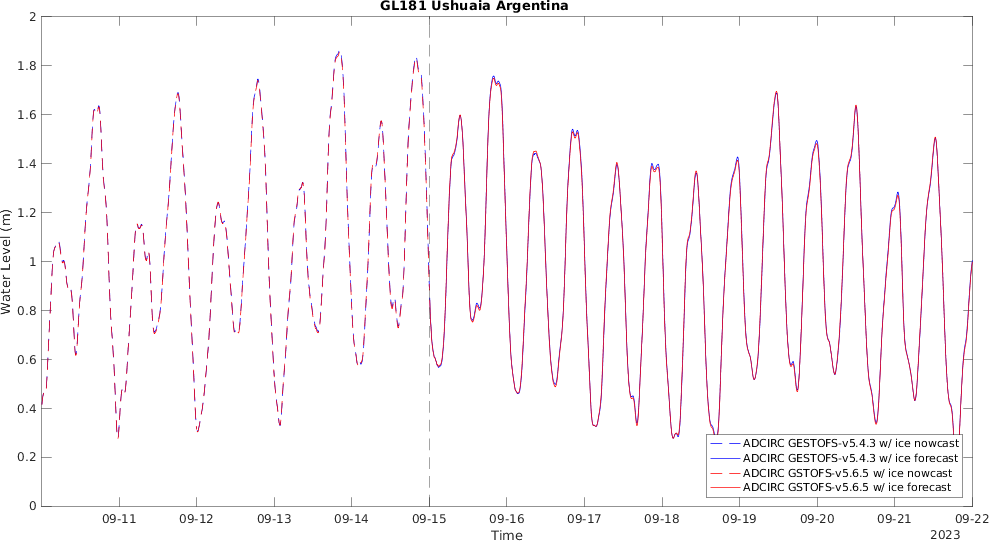 GL181 Ushuaia Argentina
2
1.8
1.6
1.4
1.2
1
0.8
0.6
0.4
0.2
0
Water Level (m)
ADCIRC GESTOFS-v5.4.3 w/ ice nowcast
ADCIRC GESTOFS-v5.4.3 w/ ice forecast
ADCIRC GSTOFS-v5.6.5 w/ ice nowcast
ADCIRC GSTOFS-v5.6.5 w/ ice forecast
09-11 09-12 09-13 09-14 09-15 09-16 09-17 09-18 09-19 09-20 09-21 09-22
Time
2023